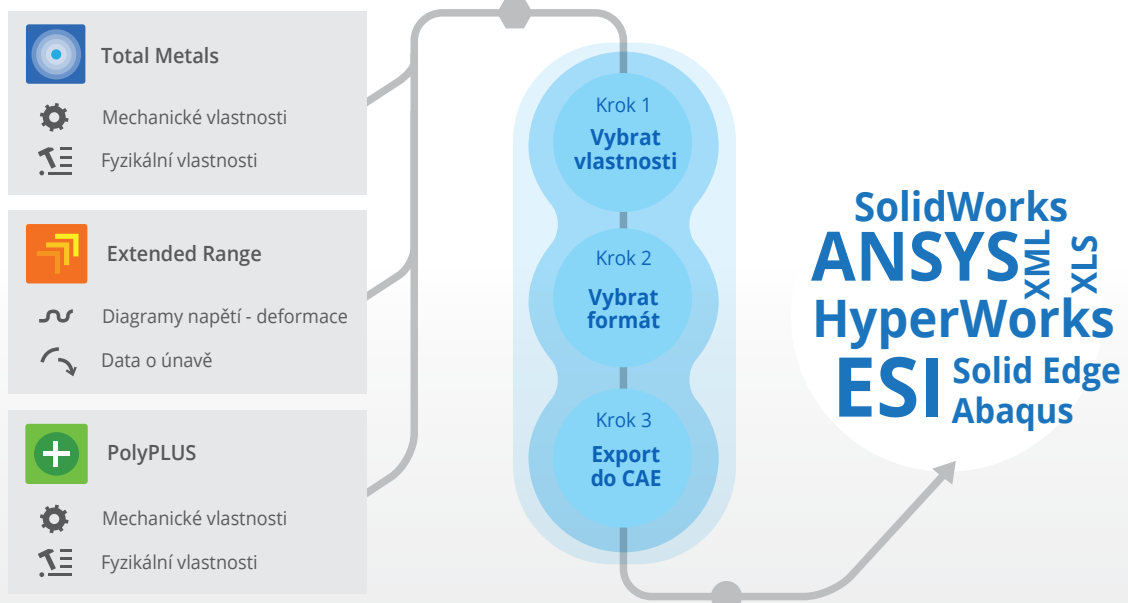 Total Metals
Mechanické vlastnosti
Fyzikální vlastnosti
Extended Range
Diagramy napětí - deformace
Data o únavě
PolyPLUS
Mechanické vlastnosti
Fyzikální vlastnosti
Krok 1
Vybrat
vlastnosti
Krok 2
Vybrat
formát
Krok 3
Export
do CAE
SolidWorks
ANSYS
XML
XLS
HyperWorks
ESI
Solid Edge
Abaqus